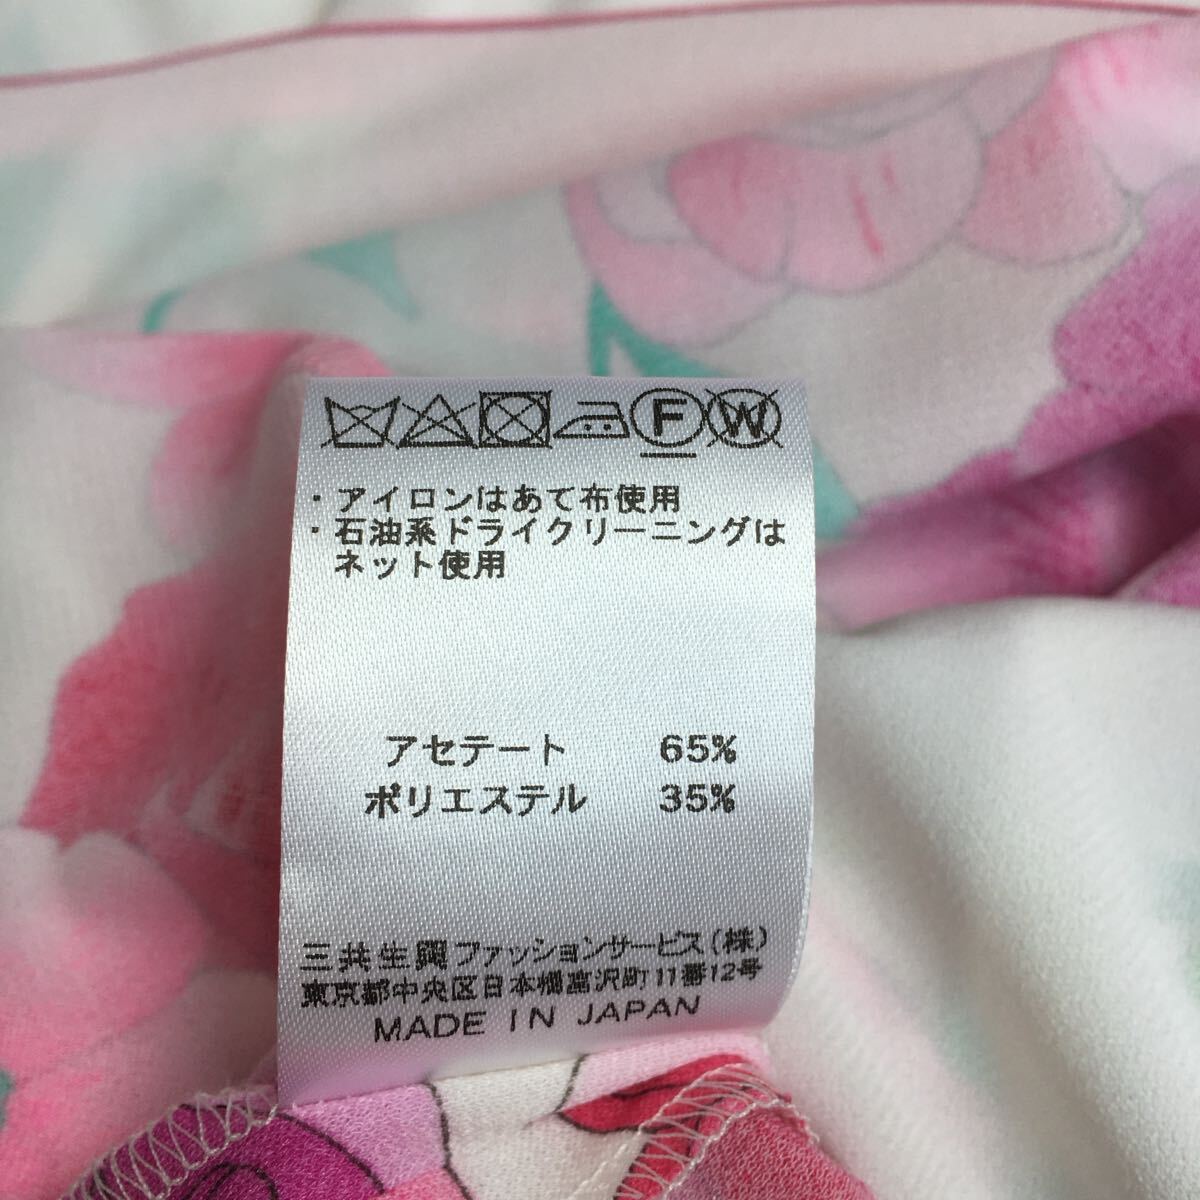 F W
・アイロンはあて布使用
・石油系ドライクリーニングは
ネット使用
アセテート 65%
ポリエステル 35%
三共生興ファッションサービス(株)
東京都中央区日本橋富沢町11番12号
MADE IN JAPAN